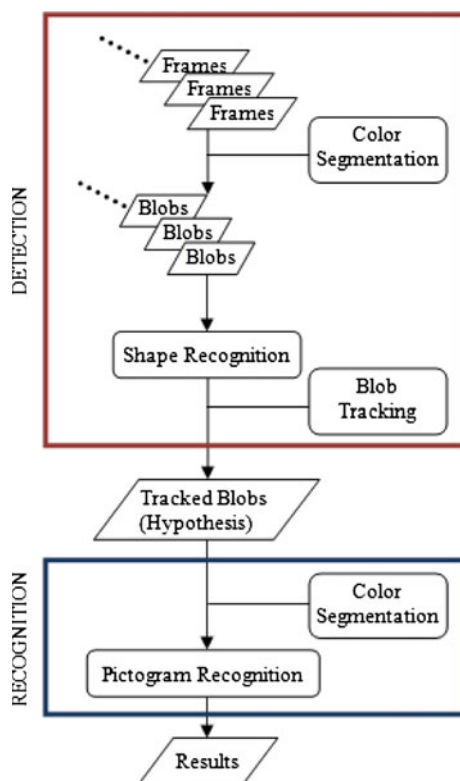 Frames
Frames
Frames
Color
Segmentation
Blobs
Blobs
Blobs
Shape Recognition
Blob
Tracking
DETECTION
Tracked Blobs
(Hypothesis)
Color
Segmentation
Pictogram Recognition
RECOGNITION
Results